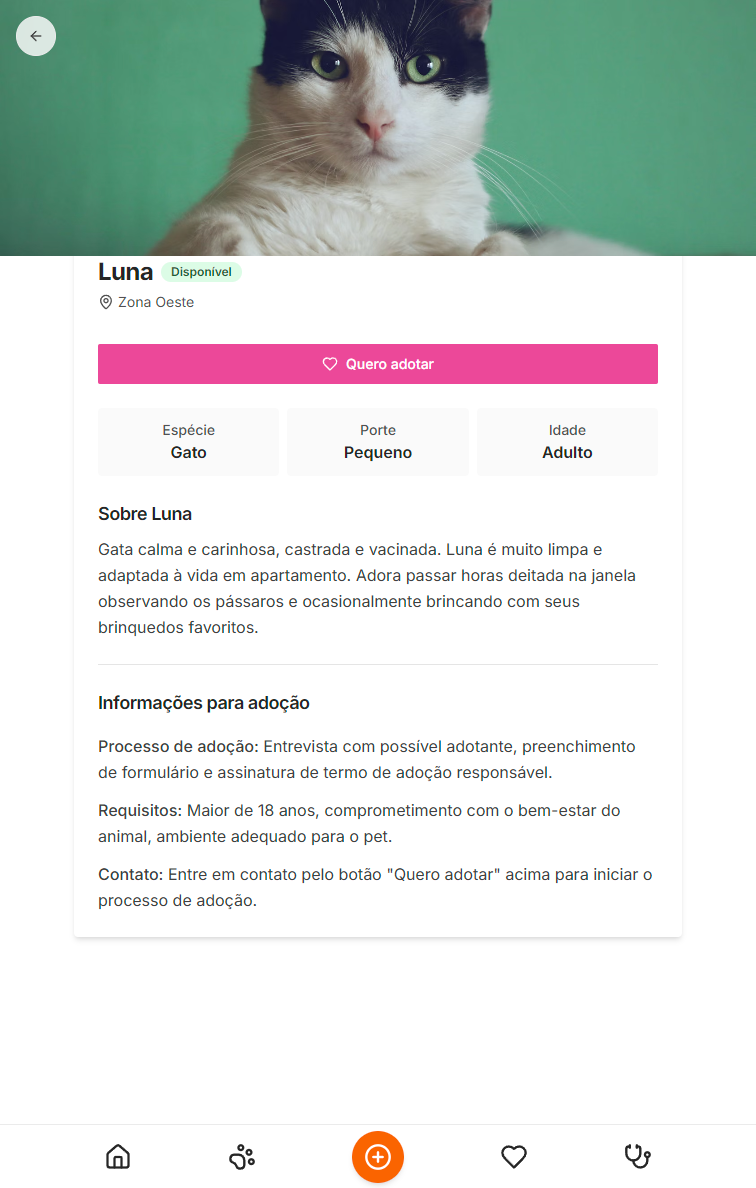 Luna
Disponível
Zona Oeste
Quero adotar
Espécie
Gato
Porte
Pequeno
Idade
Adulto
Sobre Luna
Gata calma e carinhosa, castrada e vacinada. Luna é muito limpa e
adaptada à vida em apartamento. Adora passar horas deitada na janela
observando os pássaros e ocasionalmente brincando com seus
brinquedos favoritos.
Informações para adoção
Processo de adoção: Entrevista com possível adotante, preenchimento
de formulário e assinatura de termo de adoção responsável.
Requisitos: Maior de 18 anos, comprometimento com o bem-estar do
animal, ambiente adequado para o pet.
Contato: Entre em contato pelo botão "Quero adotar" acima para iniciar o
processo de adoção.